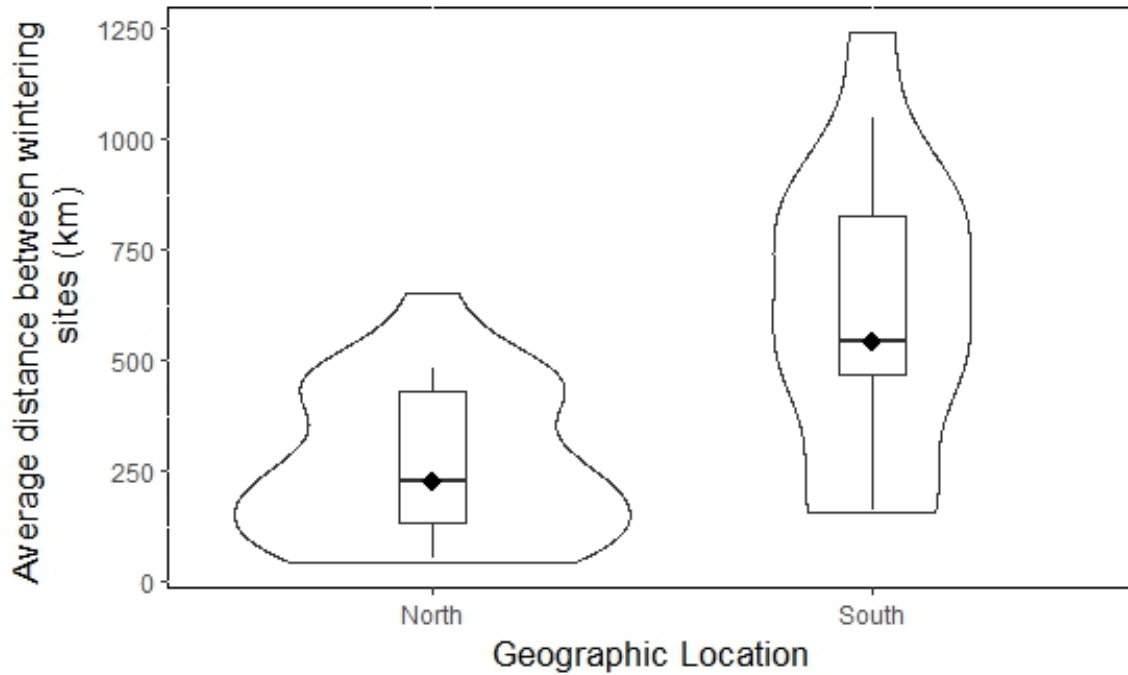 Average distance between wintering
sites (km)
1250
1000
750
500
250
0
North
South
Geographic Location